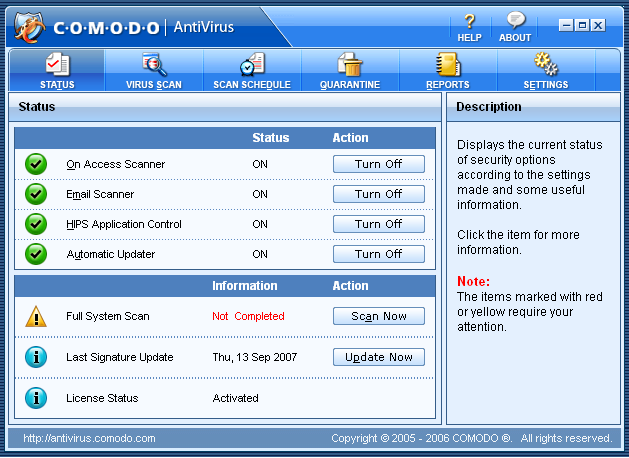 C·O·M·O·D·O AntiVirus
HELP ABOUT
STATUS VIRUS SCAN SCAN SCHEDULE QUARANTINE REPORTS SETTINGS
Status
Status Action
On Access Scanner ON Turn Off
Email Scanner ON Turn Off
HIPS Application Control ON Turn Off
Automatic Updater ON Turn Off
Information Action
Full System Scan Not Completed Scan Now
Last Signature Update Thu, 13 Sep 2007 Update Now
License Status Activated
Description
Displays the current status
of security options
according to the settings
made and some useful
information.
Click the item for more
information.
Note:
The items marked with red
or yellow require your
attention.
http://antivirus.comodo.com Copyright © 2005 - 2006 COMODO ®. All rights reserved.